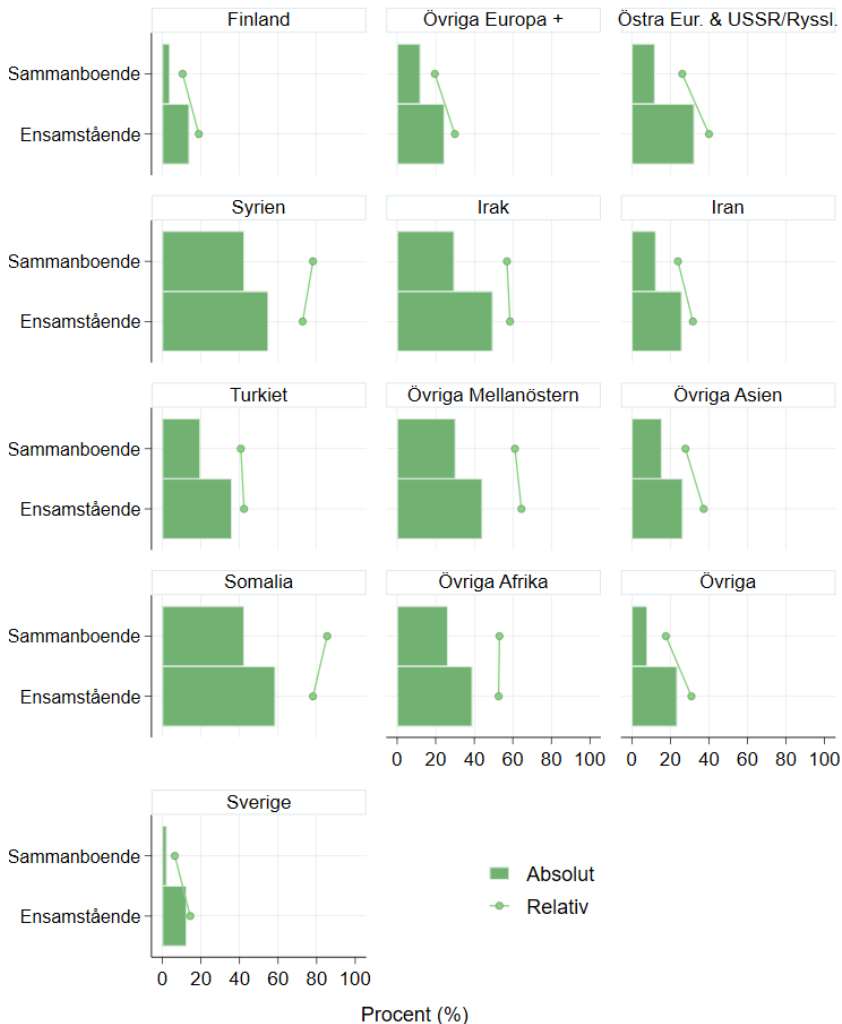 Finland
Övriga Europa +
Östra Eur. & USSR/Ryssl.
Sammanboende
Ensamstående
Syrien
Irak
Iran
Sammanboende
Ensamstående
Turkiet
Övriga Mellanöstern
Övriga Asien
Sammanboende
Ensamstående
Somalia
Övriga Afrika
Övriga
Sammanboende
Ensamstående
0 20 40 60 80 100
0 20 40 60 80 100
Sverige
Sammanboende
Ensamstående
0 20 40 60 80 100
Absolut
Relativ
Procent (%)